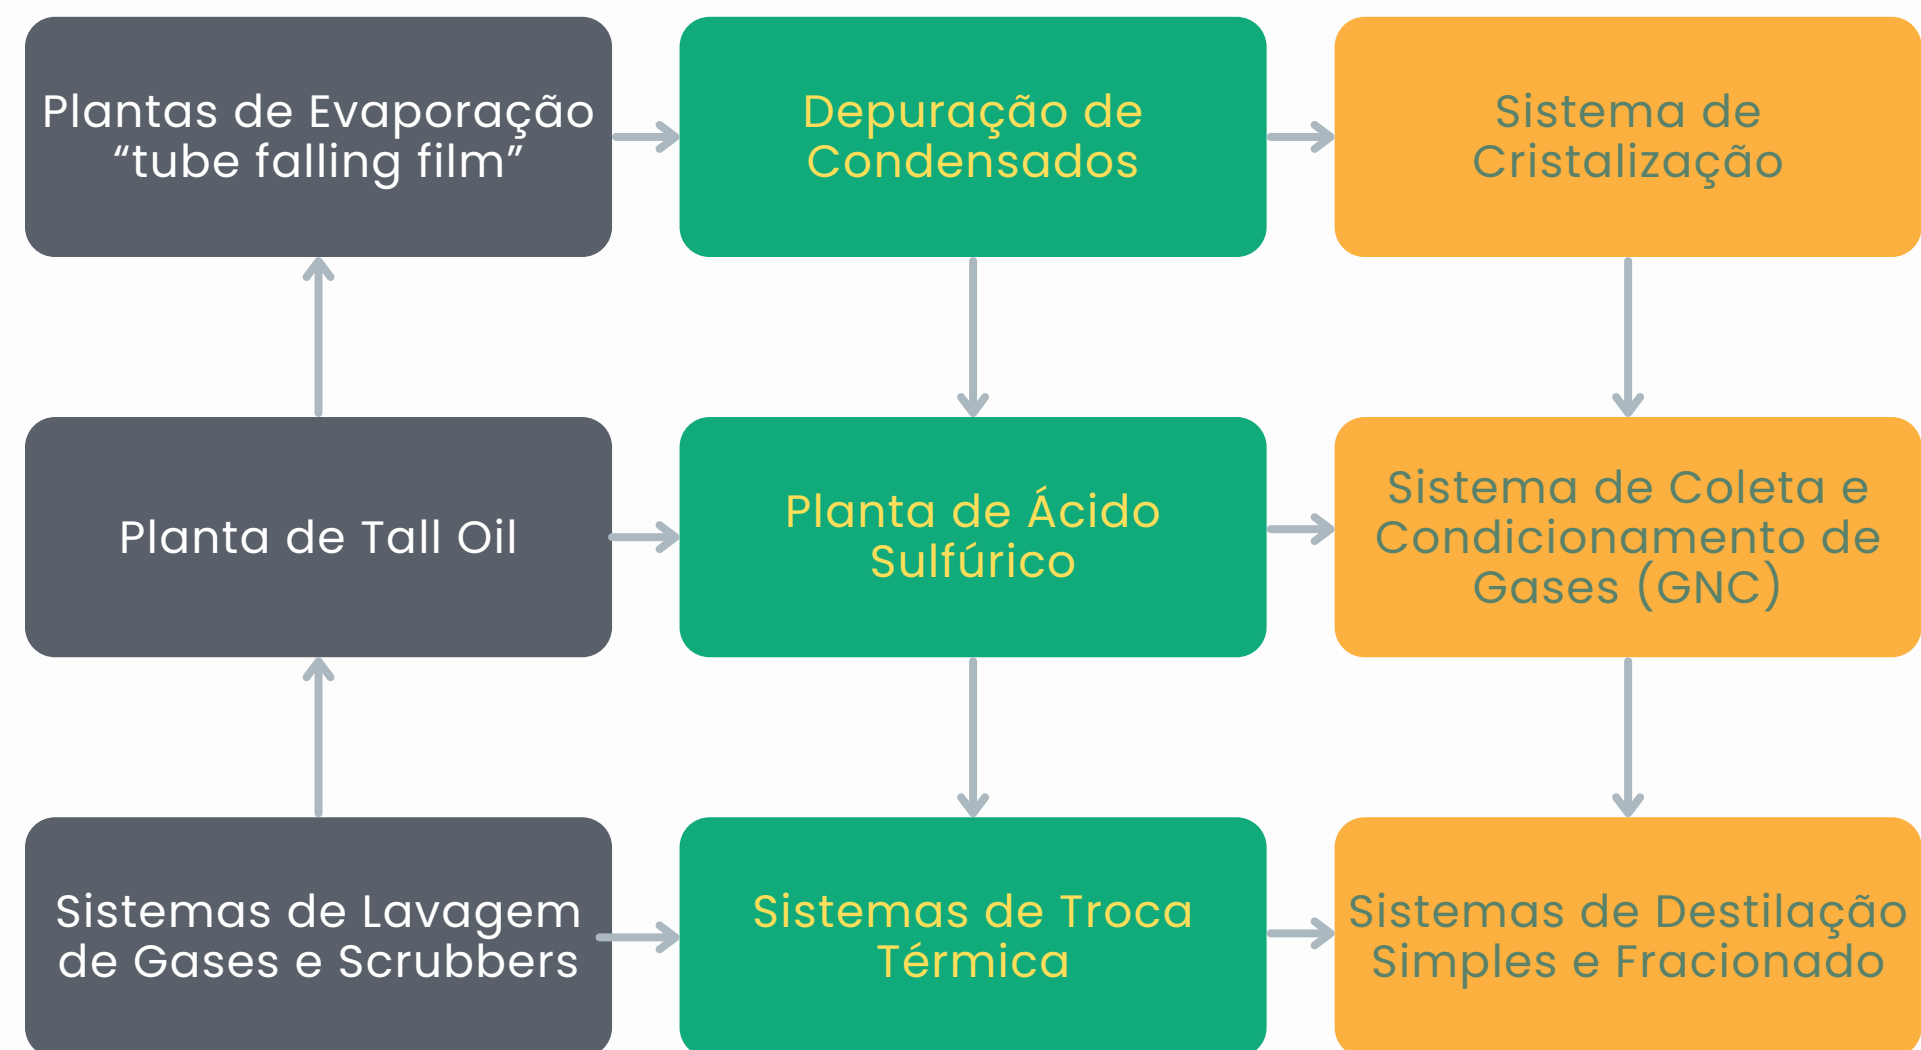 Plantas de Evaporação
“tube falling film”
Depuração de
Condensados
Sistema de
Cristalização
Planta de Tall Oil
Planta de Ácido
Sulfúrico
Sistema de Coleta e
Condicionamento de
Gases (GNC)
Sistemas de Lavagem
de Gases e Scrubbers
Sistemas de Troca
Térmica
Sistemas de Destilação
Simples e Fracionado